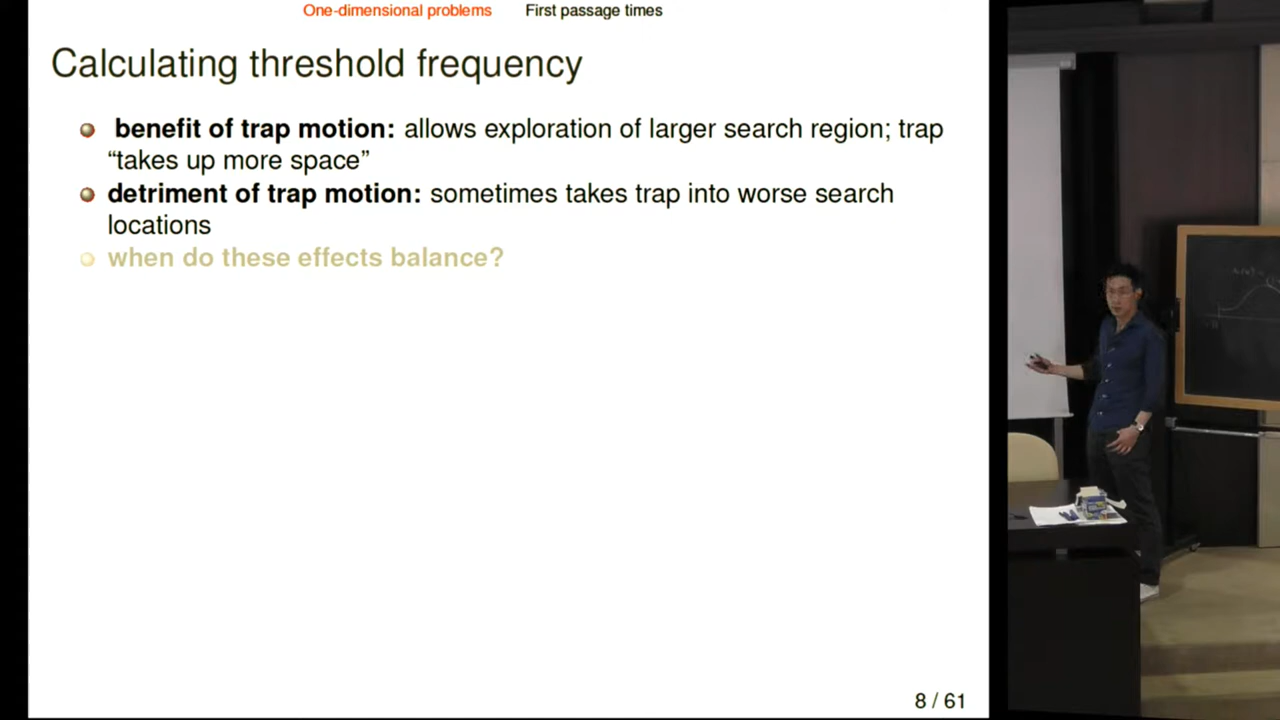 One-dimensional problems First passage times
Calculating threshold frequency
benefit of trap motion: allows exploration of larger search region; trap
“takes up more space”
detriment of trap motion: sometimes takes trap into worse search
locations
when do these effects balance?
8 / 61